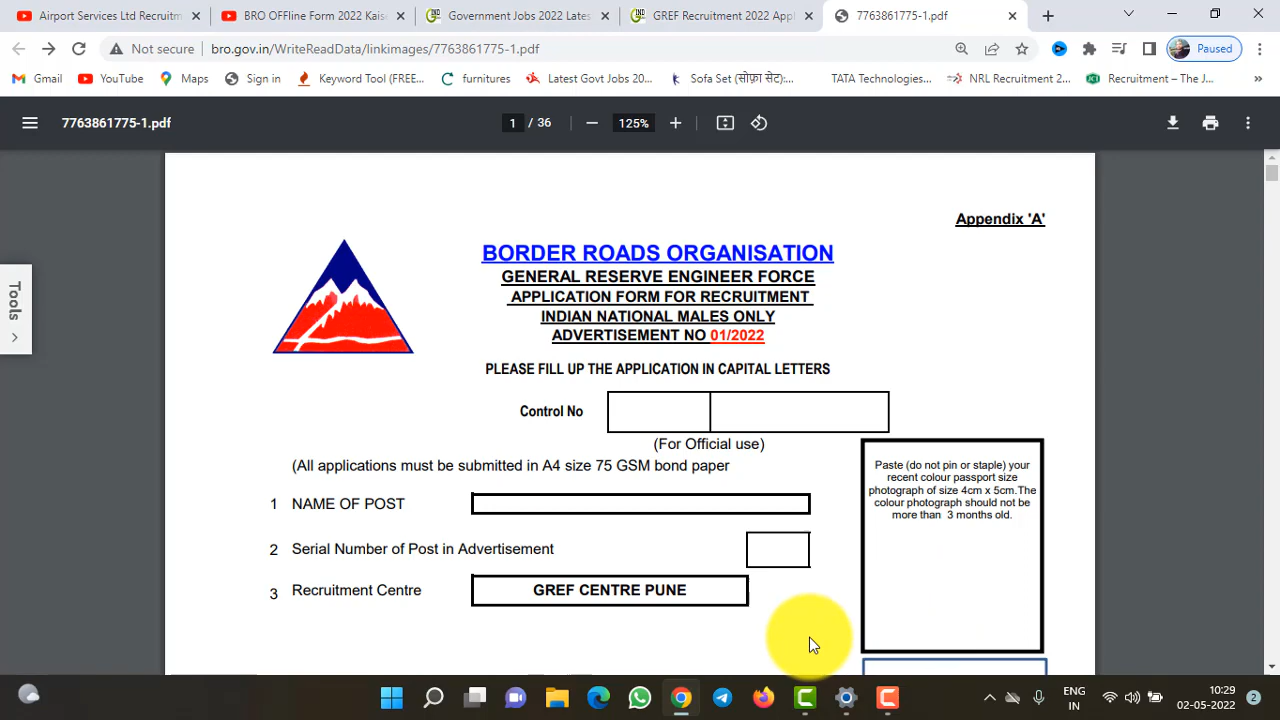 Airport Services Ltd Recruitm
BRO OFFline Form 2022 Kaise
Government Jobs 2022 Lates
GREF Recruitment 2022 Appl
7763861775-1.pdf
Not secure
bro.gov.in/WriteReadData/linkimages/7763861775-1.pdf
Paused
Gmail
YouTube
Maps
Sign in
Keyword Tool (FREE...
furnitures
Latest Govt Jobs 20...
Sofa Set (सोफ़ा सेट):...
TATA Technologies...
NRL Recruitment 2...
Recruitment – The J...
»
7763861775-1.pdf
1 / 36
125%
Tools
Appendix 'A'
BORDER ROADS ORGANISATION
GENERAL RESERVE ENGINEER FORCE
APPLICATION FORM FOR RECRUITMENT
INDIAN NATIONAL MALES ONLY
ADVERTISEMENT NO 01/2022
PLEASE FILL UP THE APPLICATION IN CAPITAL LETTERS
Control No
(For Official use)
(All applications must be submitted in A4 size 75 GSM bond paper
Paste (do not pin or staple) your
recent colour passport size
photograph of size 4cm x 5cm.The
colour photograph should not be
more than 3 months old.
1 NAME OF POST
2 Serial Number of Post in Advertisement
3 Recruitment Centre
GREF CENTRE PUNE
ENG
IN
10:29
02-05-2022
2